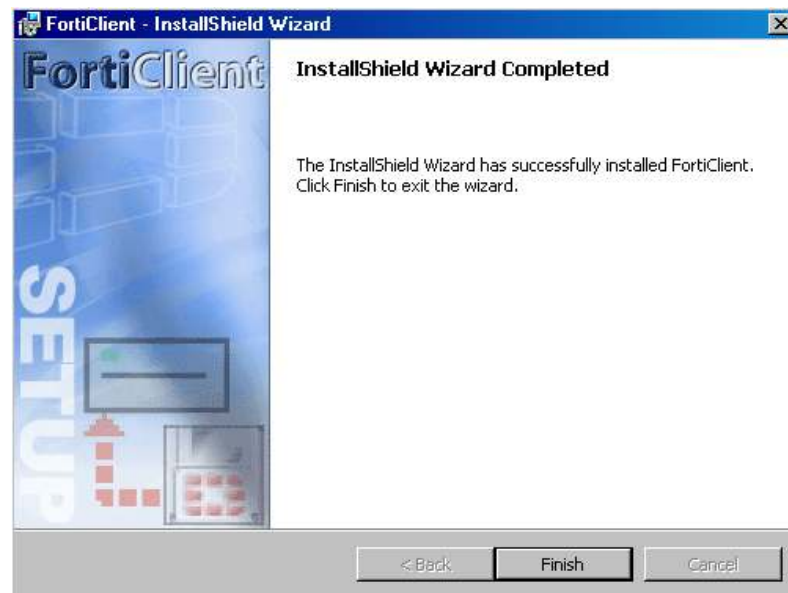 FortiClient - InstallShield Wizard
FortiClient
InstallShield Wizard Completed
The InstallShield Wizard has successfully installed FortiClient.
Click Finish to exit the wizard.
SETUP
< Back
Finish
Cancel